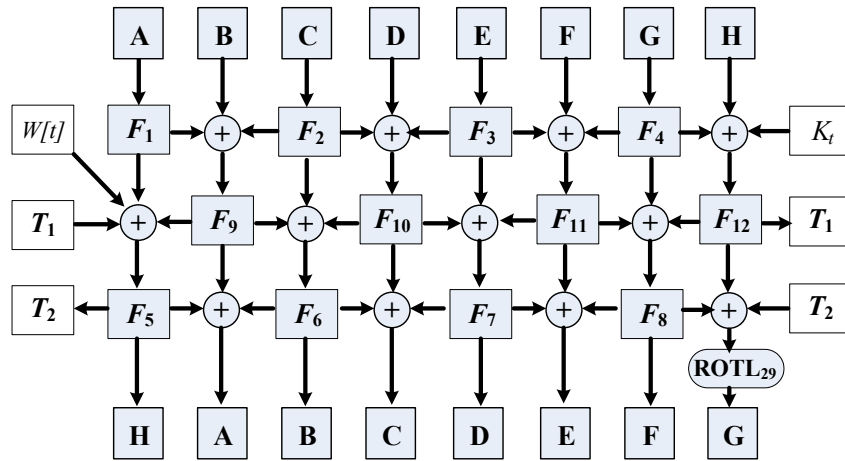 A B C D E F G H
W[t] F₁ + F₂ + F₃ + F₄ + Kₜ
T₁ + F₉ + F₁₀ + F₁₁ + F₁₂ T₁
T₂ F₅ + F₆ + F₇ + F₈ + T₂
ROTL₂₉
H A B C D E F G